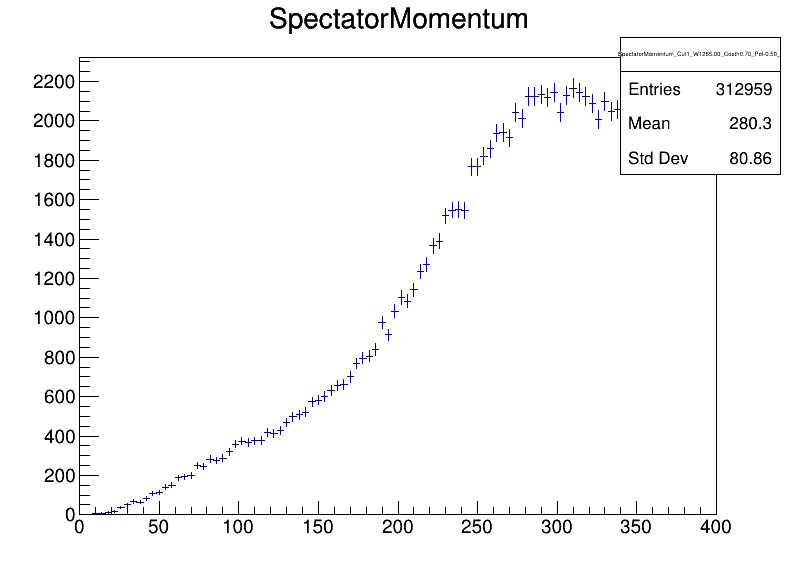 SpectatorMomentum
SpectatorMomentum_Cut1_W1265.00_Costh0.70_Pol-0.50_
Entries 312959
Mean 280.3
Std Dev 80.86
2200
2000
1800
1600
1400
1200
1000
800
600
400
200
0
0 50 100 150 200 250 300 350 400